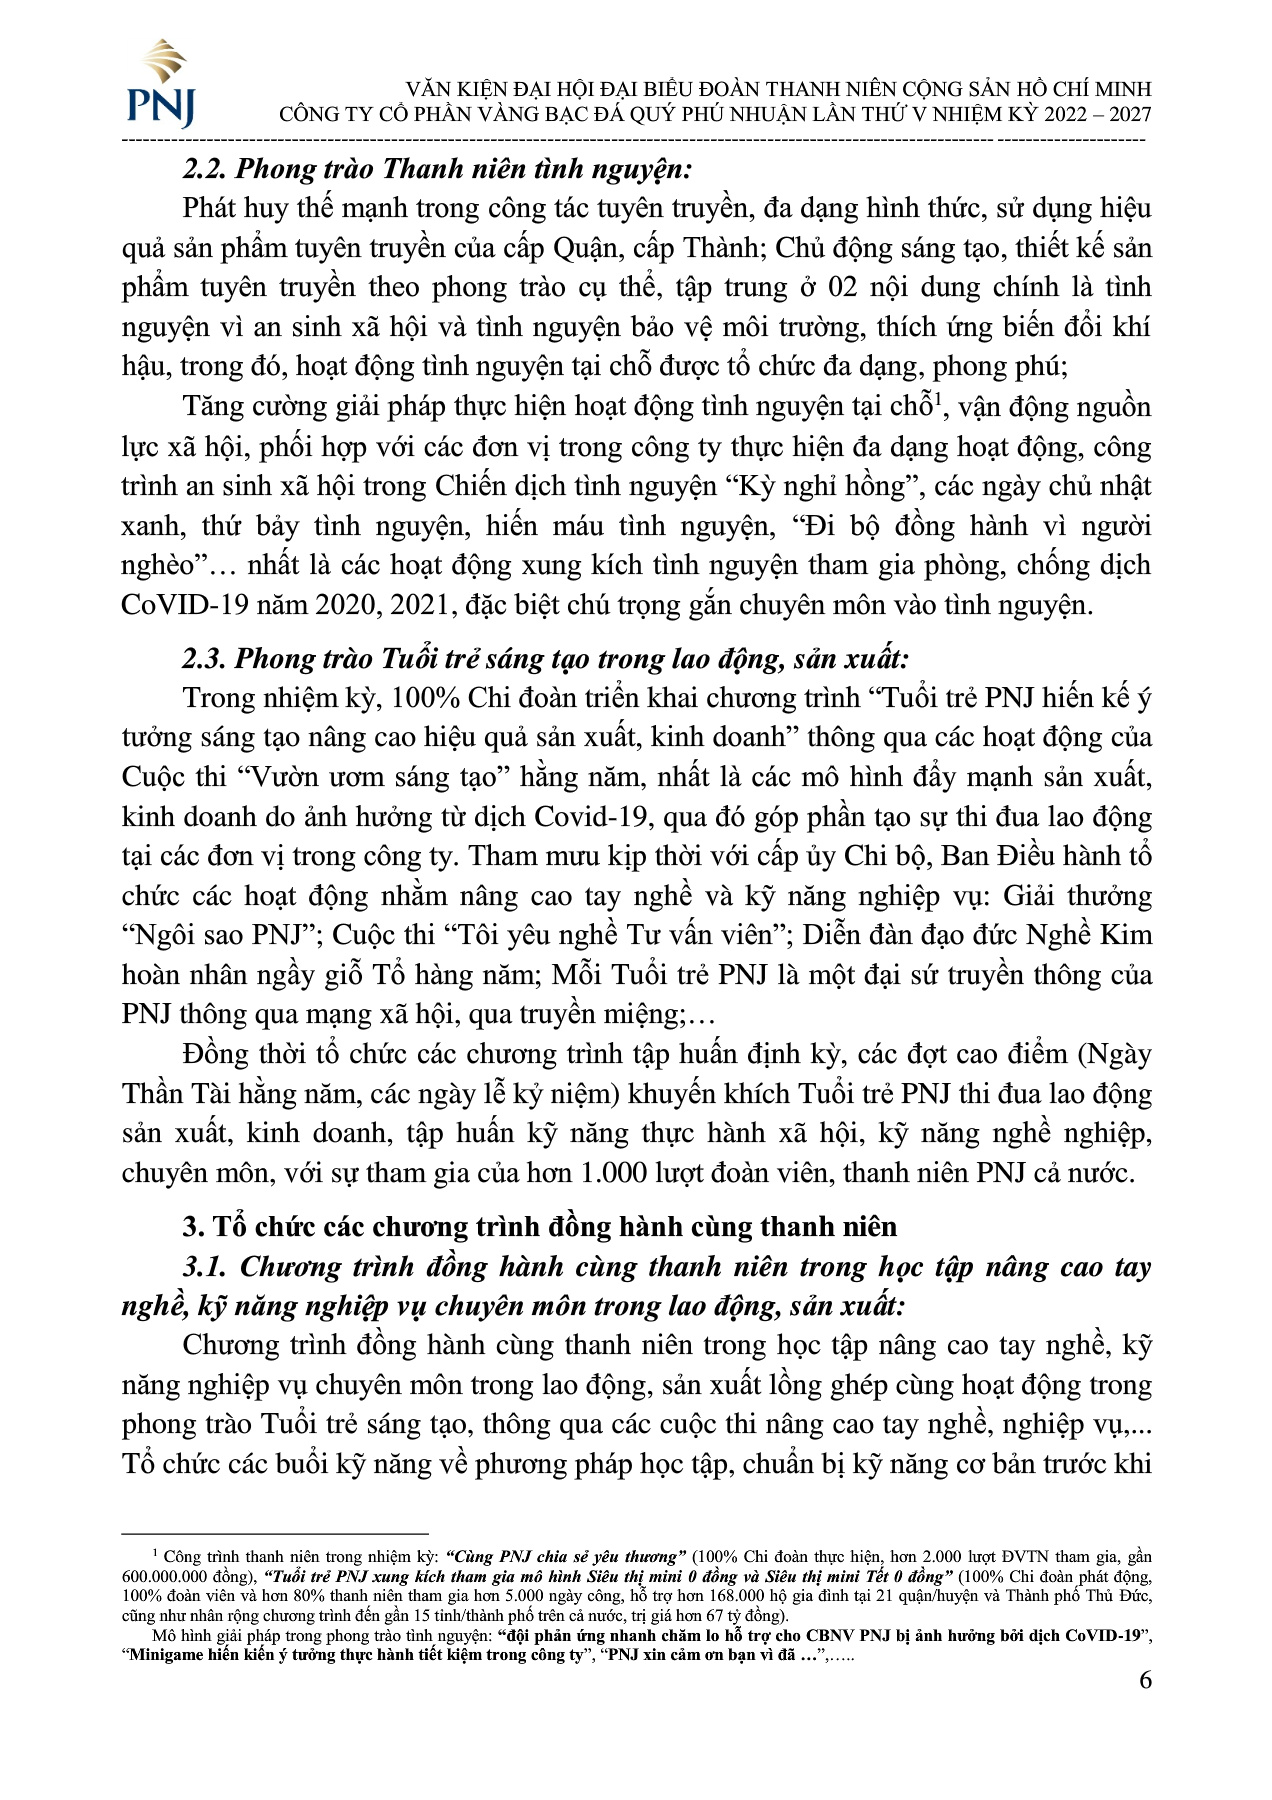 PNJ
VĂN KIỆN ĐẠI HỘI ĐẠI BIỂU ĐOÀN THANH NIÊN CỘNG SẢN HỒ CHÍ MINH
CÔNG TY CỔ PHẦN VÀNG BẠC ĐÁ QUÝ PHÚ NHUẬN LẦN THỨ V NHIỆM KỲ 2022 – 2027
2.2. Phong trào Thanh niên tình nguyện:
Phát huy thế mạnh trong công tác tuyên truyền, đa dạng hình thức, sử dụng hiệu
quả sản phẩm tuyên truyền của cấp Quận, cấp Thành; Chủ động sáng tạo, thiết kế sản
phẩm tuyên truyền theo phong trào cụ thể, tập trung ở 02 nội dung chính là tình
nguyện vì an sinh xã hội và tình nguyện bảo vệ môi trường, thích ứng biến đổi khí
hậu, trong đó, hoạt động tình nguyện tại chỗ được tổ chức đa dạng, phong phú;
Tăng cường giải pháp thực hiện hoạt động tình nguyện tại chỗ¹, vận động nguồn
lực xã hội, phối hợp với các đơn vị trong công ty thực hiện đa dạng hoạt động, công
trình an sinh xã hội trong Chiến dịch tình nguyện “Kỳ nghỉ hồng”, các ngày chủ nhật
xanh, thứ bảy tình nguyện, hiến máu tình nguyện, “Đi bộ đồng hành vì người
nghèo”… nhất là các hoạt động xung kích tình nguyện tham gia phòng, chống dịch
CoVID-19 năm 2020, 2021, đặc biệt chú trọng gắn chuyên môn vào tình nguyện.
2.3. Phong trào Tuổi trẻ sáng tạo trong lao động, sản xuất:
Trong nhiệm kỳ, 100% Chi đoàn triển khai chương trình “Tuổi trẻ PNJ hiến kế ý
tưởng sáng tạo nâng cao hiệu quả sản xuất, kinh doanh” thông qua các hoạt động của
Cuộc thi “Vườn ươm sáng tạo” hằng năm, nhất là các mô hình đẩy mạnh sản xuất,
kinh doanh do ảnh hưởng từ dịch Covid-19, qua đó góp phần tạo sự thi đua lao động
tại các đơn vị trong công ty. Tham mưu kịp thời với cấp ủy Chi bộ, Ban Điều hành tổ
chức các hoạt động nhằm nâng cao tay nghề và kỹ năng nghiệp vụ: Giải thưởng
“Ngôi sao PNJ”; Cuộc thi “Tôi yêu nghề Tư vấn viên”; Diễn đàn đạo đức Nghề Kim
hoàn nhân ngầy giỗ Tổ hàng năm; Mỗi Tuổi trẻ PNJ là một đại sứ truyền thông của
PNJ thông qua mạng xã hội, qua truyền miệng;…
Đồng thời tổ chức các chương trình tập huấn định kỳ, các đợt cao điểm (Ngày
Thần Tài hằng năm, các ngày lễ kỷ niệm) khuyến khích Tuổi trẻ PNJ thi đua lao động
sản xuất, kinh doanh, tập huấn kỹ năng thực hành xã hội, kỹ năng nghề nghiệp,
chuyên môn, với sự tham gia của hơn 1.000 lượt đoàn viên, thanh niên PNJ cả nước.
3. Tổ chức các chương trình đồng hành cùng thanh niên
3.1. Chương trình đồng hành cùng thanh niên trong học tập nâng cao tay
nghề, kỹ năng nghiệp vụ chuyên môn trong lao động, sản xuất:
Chương trình đồng hành cùng thanh niên trong học tập nâng cao tay nghề, kỹ
năng nghiệp vụ chuyên môn trong lao động, sản xuất lồng ghép cùng hoạt động trong
phong trào Tuổi trẻ sáng tạo, thông qua các cuộc thi nâng cao tay nghề, nghiệp vụ,...
Tổ chức các buổi kỹ năng về phương pháp học tập, chuẩn bị kỹ năng cơ bản trước khi
¹ Công trình thanh niên trong nhiệm kỳ: “Cùng PNJ chia sẻ yêu thương” (100% Chi đoàn thực hiện, hơn 2.000 lượt ĐVTN tham gia, gần
600.000.000 đồng), “Tuổi trẻ PNJ xung kích tham gia mô hình Siêu thị mini 0 đồng và Siêu thị mini Tết 0 đồng” (100% Chi đoàn phát động,
100% đoàn viên và hơn 80% thanh niên tham gia hơn 5.000 ngày công, hỗ trợ hơn 168.000 hộ gia đình tại 21 quận/huyện và Thành phố Thủ Đức,
cũng như nhân rộng chương trình đến gần 15 tỉnh/thành phố trên cả nước, trị giá hơn 67 tỷ đồng).
Mô hình giải pháp trong phong trào tình nguyện: “đội phản ứng nhanh chăm lo hỗ trợ cho CBNV PNJ bị ảnh hưởng bởi dịch CoVID-19”,
“Minigame hiến kiến ý tưởng thực hành tiết kiệm trong công ty”, “PNJ xin cảm ơn bạn vì đã …”,…..
6